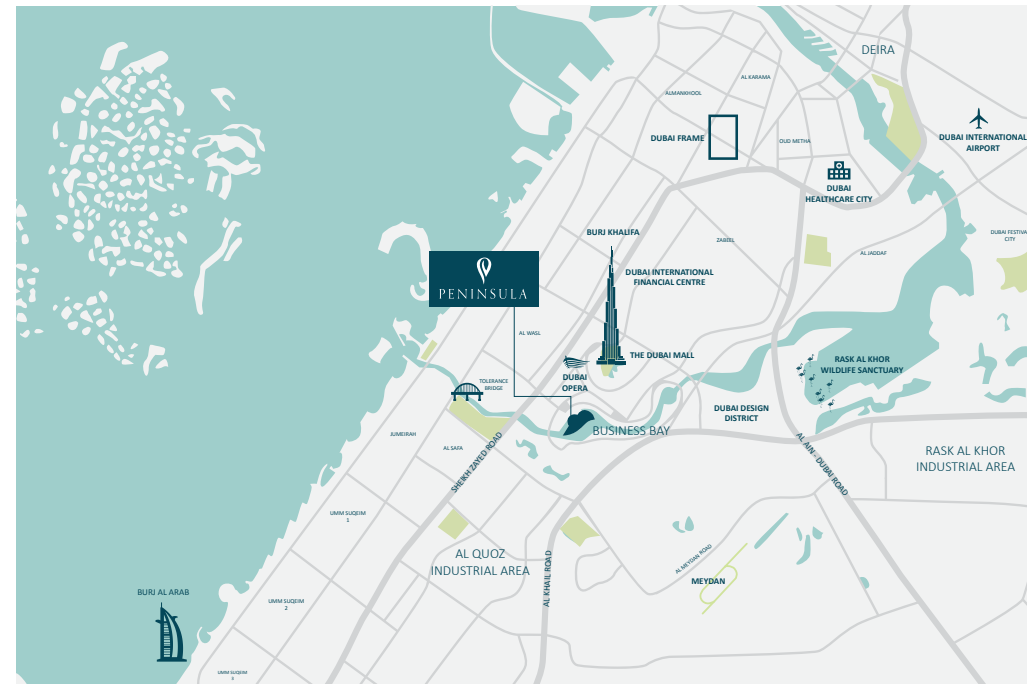 DEIRA
AL KARAMA
ALMANKHOOL
DUBAI FRAME
OUD METHA
DUBAI INTERNATIONAL
AIRPORT
DUBAI
HEALTHCARE CITY
BURJ KHALIFA
ZABEEL
DUBAI FESTIVA
CITY
AL JADDAF
DUBAI INTERNATIONAL
FINANCIAL CENTRE
PENINSULA
AL WASL
THE DUBAI MALL
RASK AL KHOR
WILDLIFE SANCTUARY
DUBAI
OPERA
TOLERANCE
BRIDGE
DUBAI DESIGN
DISTRICT
BUSINESS BAY
JUMEIRAH
AL SAFA
SHEIKH ZAYED ROAD
AL AIN - DUBAI ROAD
RASK AL KHOR
INDUSTRIAL AREA
UMM SUQEIM
1
AL QUOZ
INDUSTRIAL AREA
AL KHAIL ROAD
AL MEYDAN ROAD
MEYDAN
BURJ AL ARAB
UMM SUQEIM
2
UMM SUQEIM
3